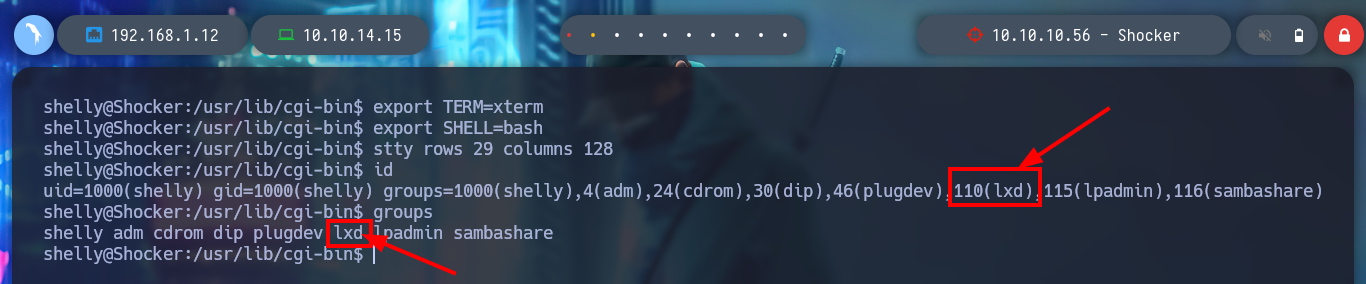 192.168.1.12
10.10.14.15
10.10.10.56 - Shocker
shelly@Shocker:/usr/lib/cgi-bin$ export TERM=xterm
shelly@Shocker:/usr/lib/cgi-bin$ export SHELL=bash
shelly@Shocker:/usr/lib/cgi-bin$ stty rows 29 columns 128
shelly@Shocker:/usr/lib/cgi-bin$ id
uid=1000(shelly) gid=1000(shelly) groups=1000(shelly),4(adm),24(cdrom),30(dip),46(plugdev),110(lxd),115(lpadmin),116(sambashare)
shelly@Shocker:/usr/lib/cgi-bin$ groups
shelly adm cdrom dip plugdev lxd lpadmin sambashare
shelly@Shocker:/usr/lib/cgi-bin$